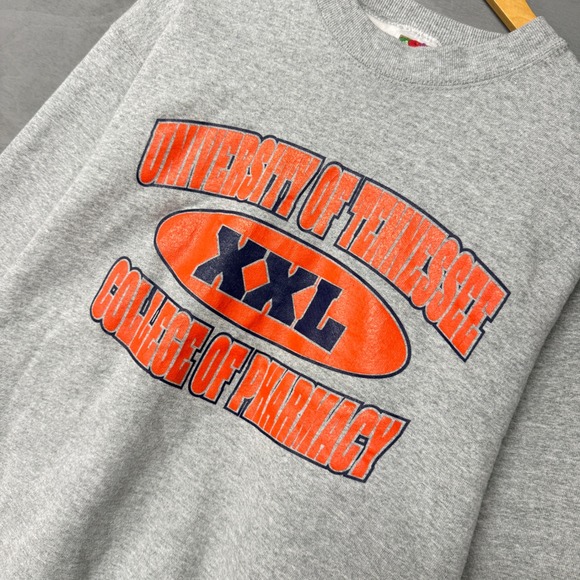 UNIVERSITY OF TENNESSEE
XXL
COLLEGE OF PHARMACY